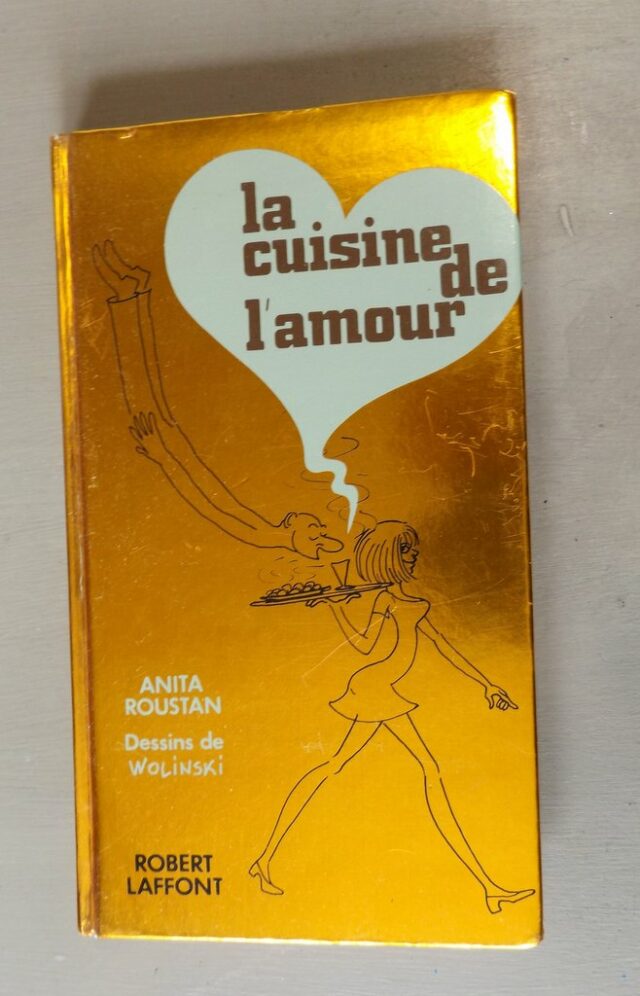 la
cuisine
de
l'amour
ANITA
ROUSTAN
Dessins de
WOLINSKI
ROBERT
LAFFONT